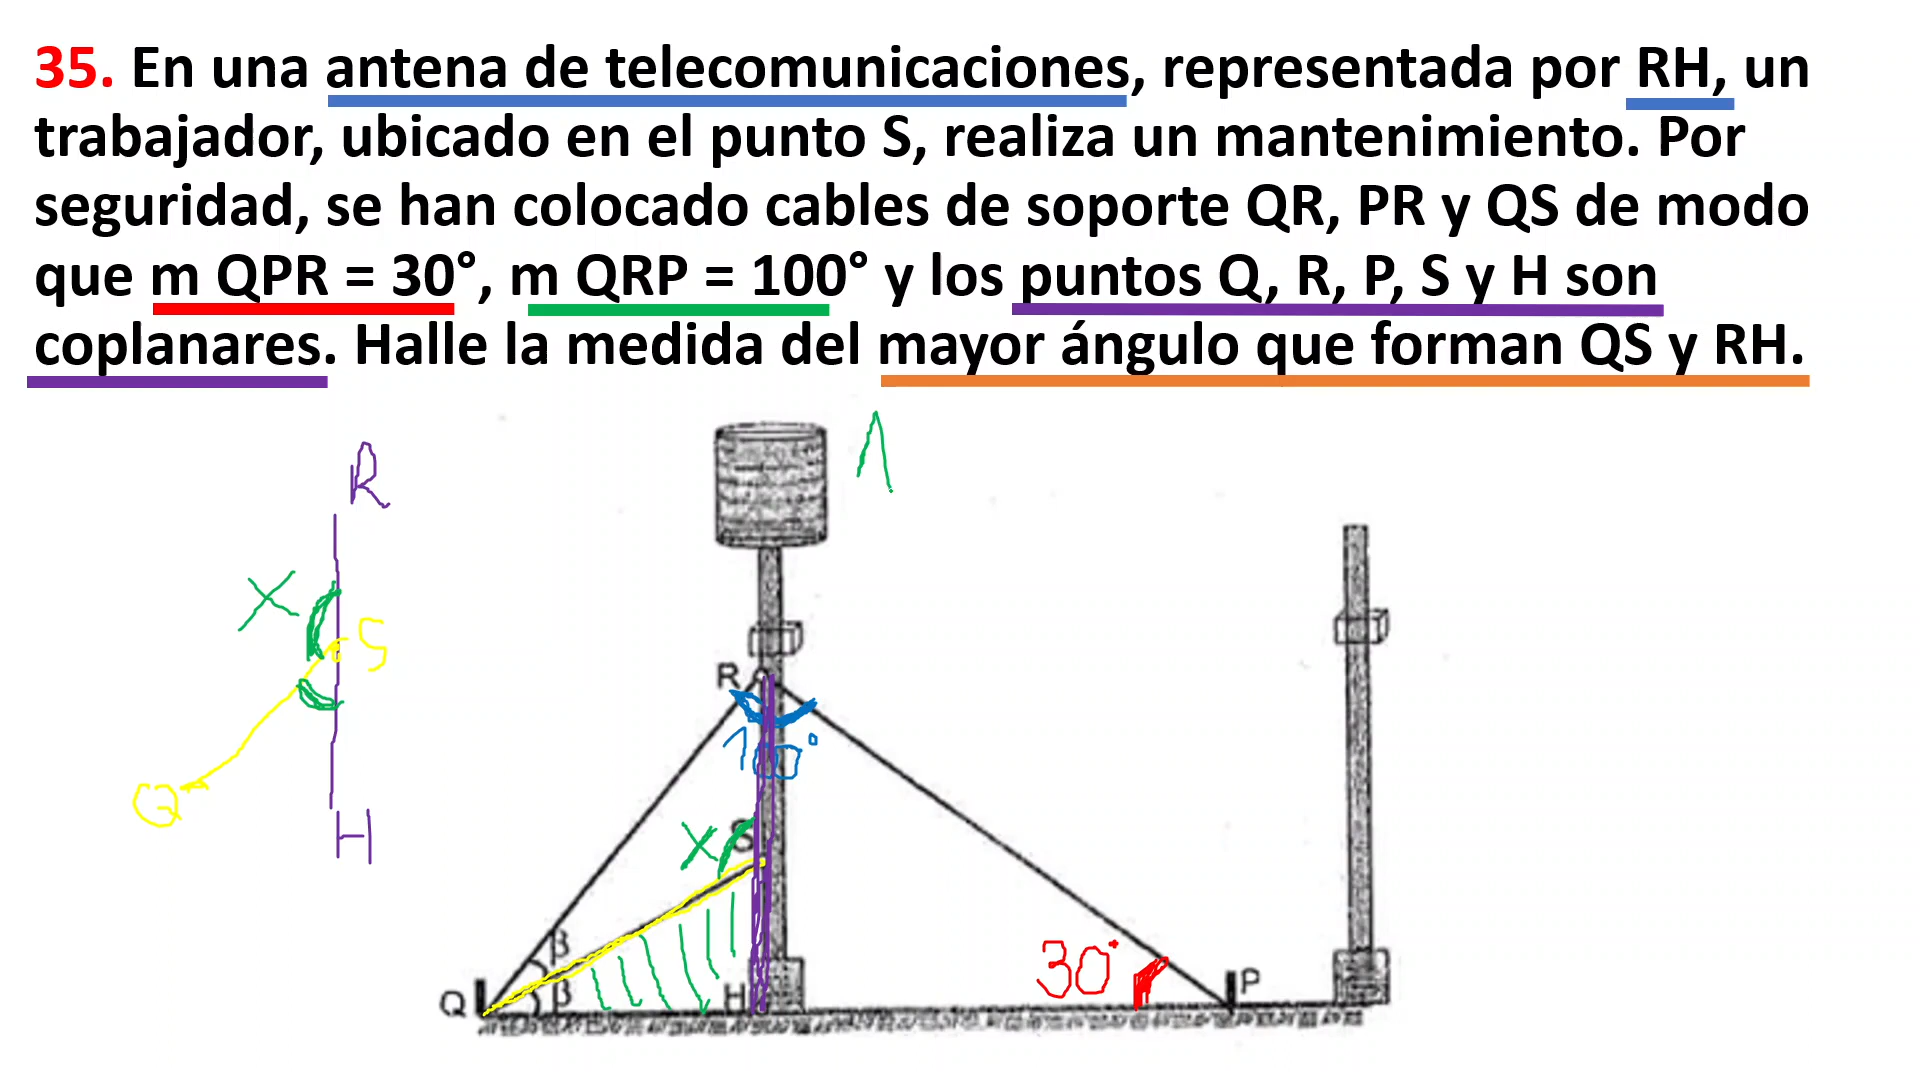 35. En una antena de telecomunicaciones, representada por RH, un
trabajador, ubicado en el punto S, realiza un mantenimiento. Por
seguridad, se han colocado cables de soporte QR, PR y QS de modo
que m QPR = 30°, m QRP = 100° y los puntos Q, R, P, S y H son
coplanares. Halle la medida del mayor ángulo que forman QS y RH.
R
X
S
Q
H
R
100°
X
S
β
β
Q
H
30°
P